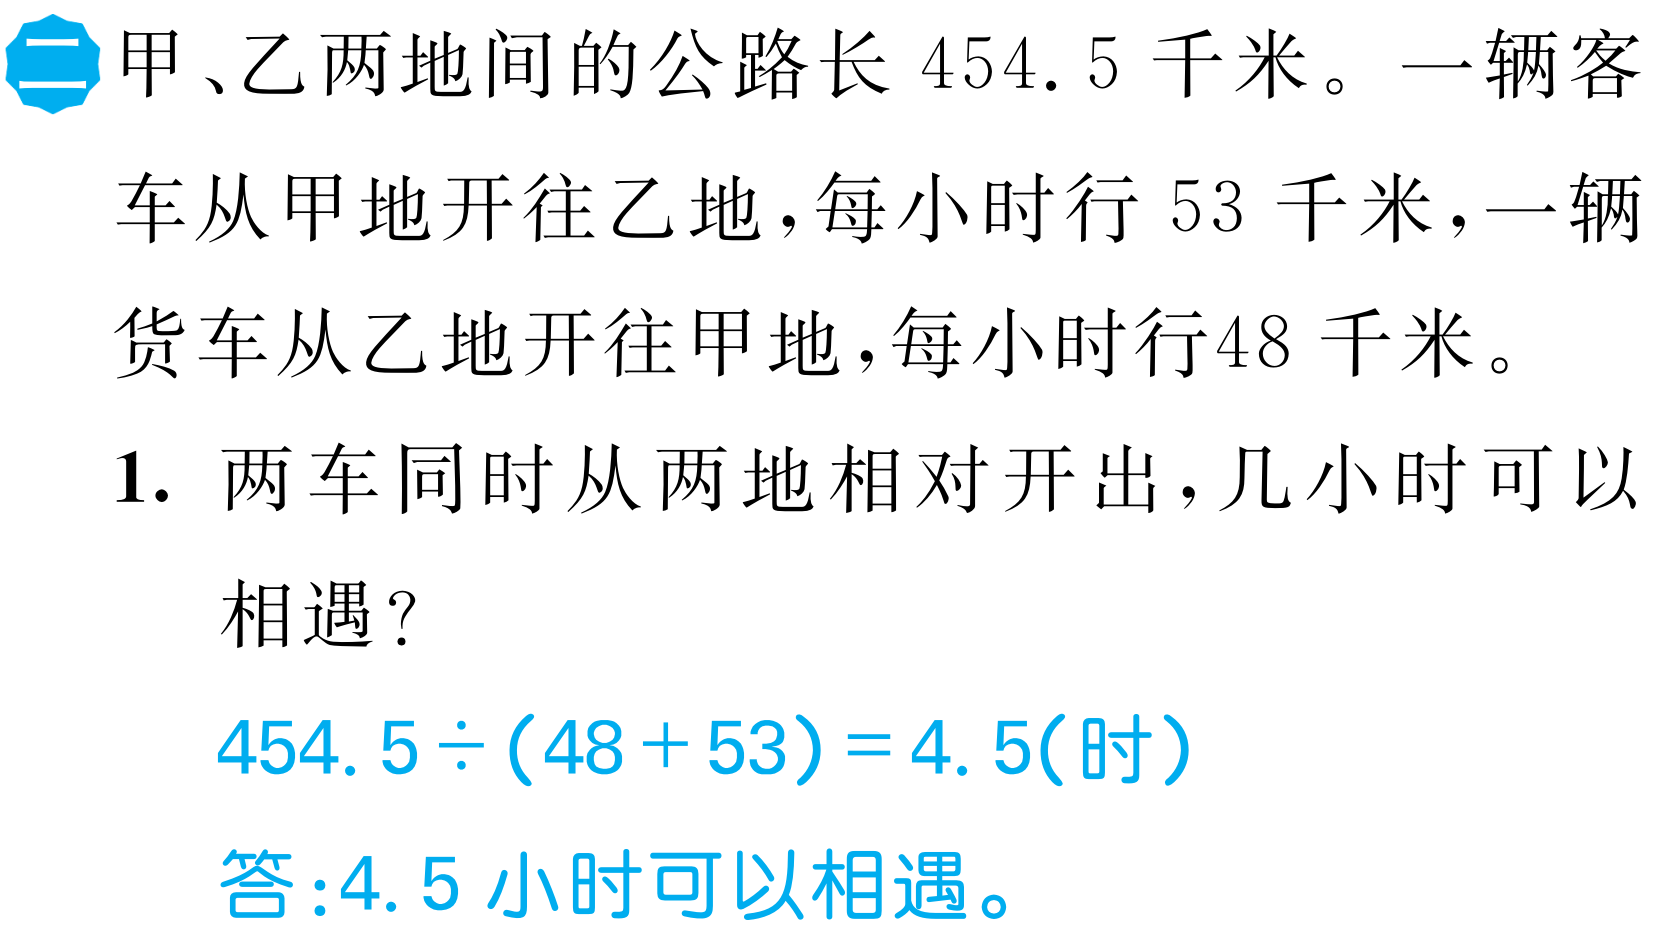 二 甲、乙两地间的公路长 454.5 千米。一辆客
车从甲地开往乙地,每小时行 53 千米,一辆
货车从乙地开往甲地,每小时行48 千米。
1. 两车同时从两地相对开出,几小时可以
相遇?
454.5÷(48+53)=4.5(时)
答:4.5 小时可以相遇。